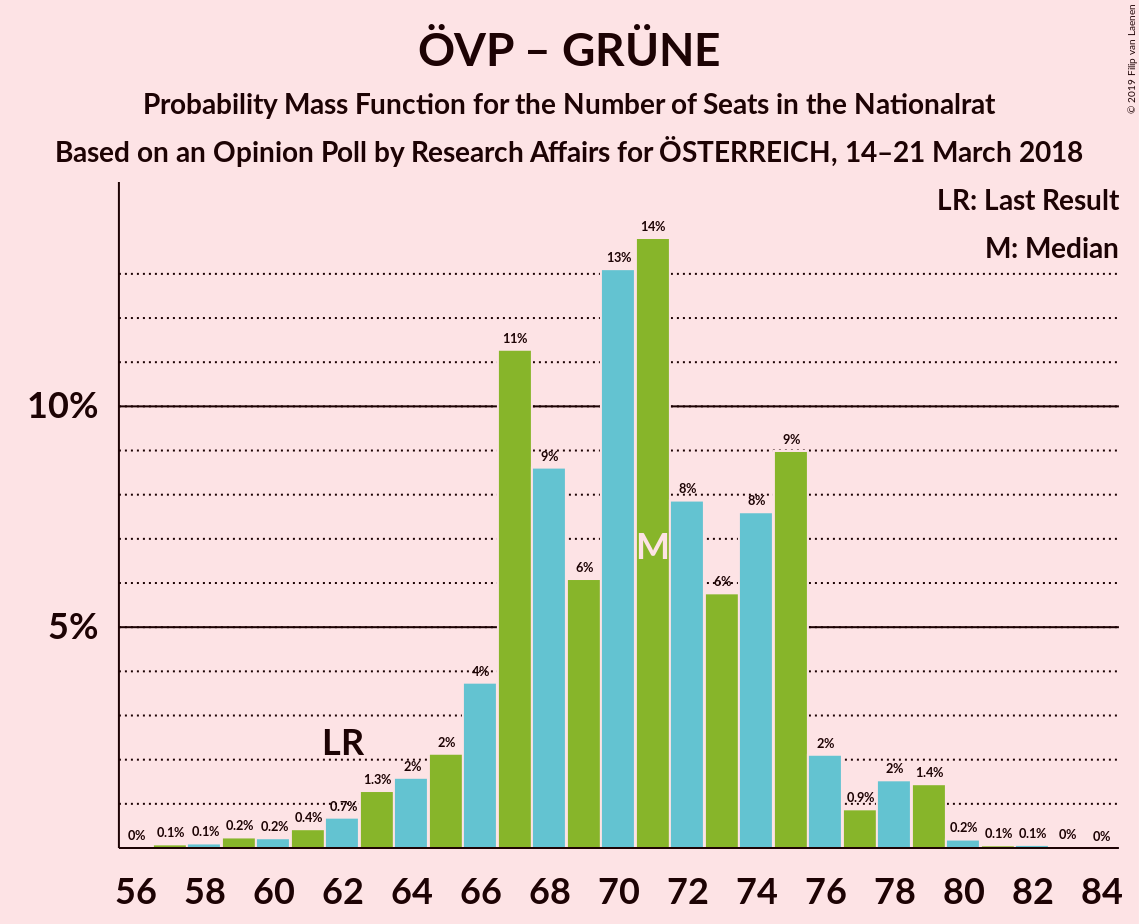 ÖVP – GRÜNE
Probability Mass Function for the Number of Seats in the Nationalrat
Based on an Opinion Poll by Research Affairs for ÖSTERREICH, 14–21 March 2018
© 2019 Filip van Laenen
LR: Last Result
M: Median
14%
13%
11%
10%
9%
9%
8%
8%
M
6%
6%
5%
4%
LR
2%
2%
2%
2%
1.3%
1.4%
0.9%
0.7%
0.4%
0% 0.1% 0.1% 0.2% 0.2% 0.2% 0.1% 0.1% 0% 0%
56 58 60 62 64 66 68 70 72 74 76 78 80 82 84